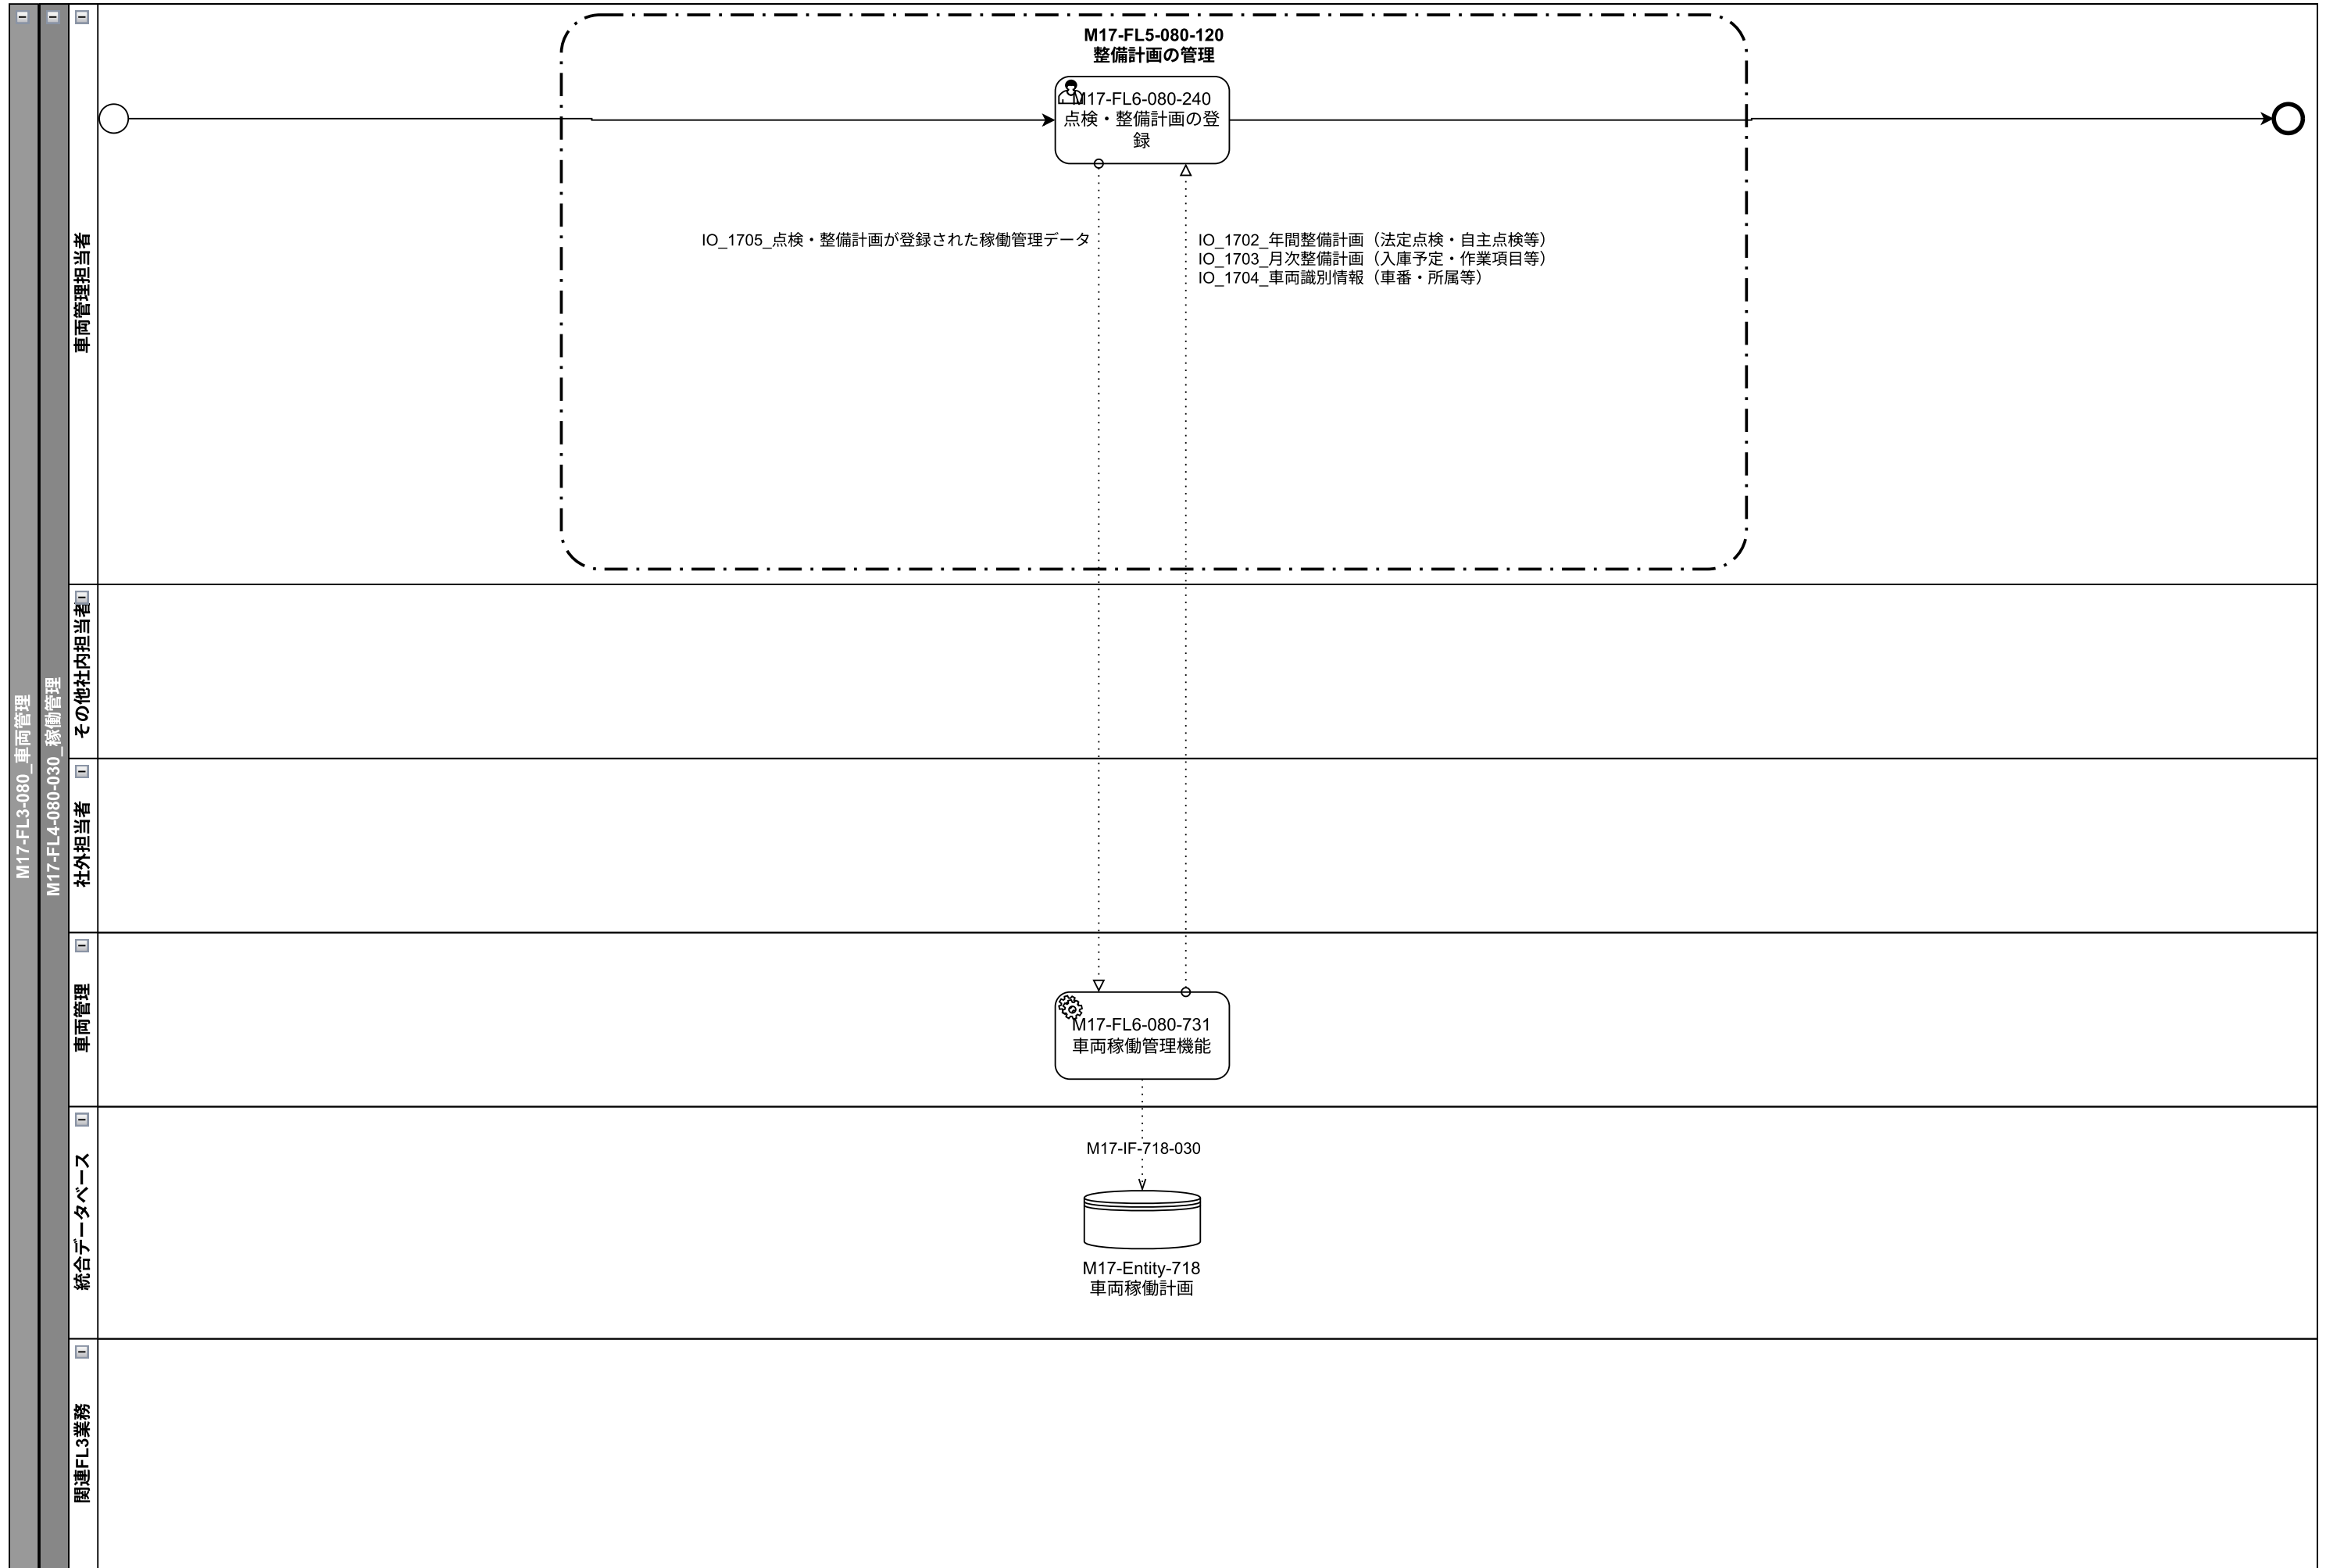 M17-FL3-080_車両管理
M17-FL4-080-030_稼働管理
車両管理担当者
M17-FL5-080-120
整備計画の管理
M17-FL6-080-240
点検・整備計画の登
録
IO_1705_点検・整備計画が登録された稼働管理データ
IO_1702_年間整備計画（法定点検・自主点検等）
IO_1703_月次整備計画（入庫予定・作業項目等）
IO_1704_車両識別情報（車番・所属等）
その他社内担当者
社外担当者
車両管理
M17-FL6-080-731
車両稼働管理機能
統合データベース
M17-IF-718-030
M17-Entity-718
車両稼働計画
関連FL3業務